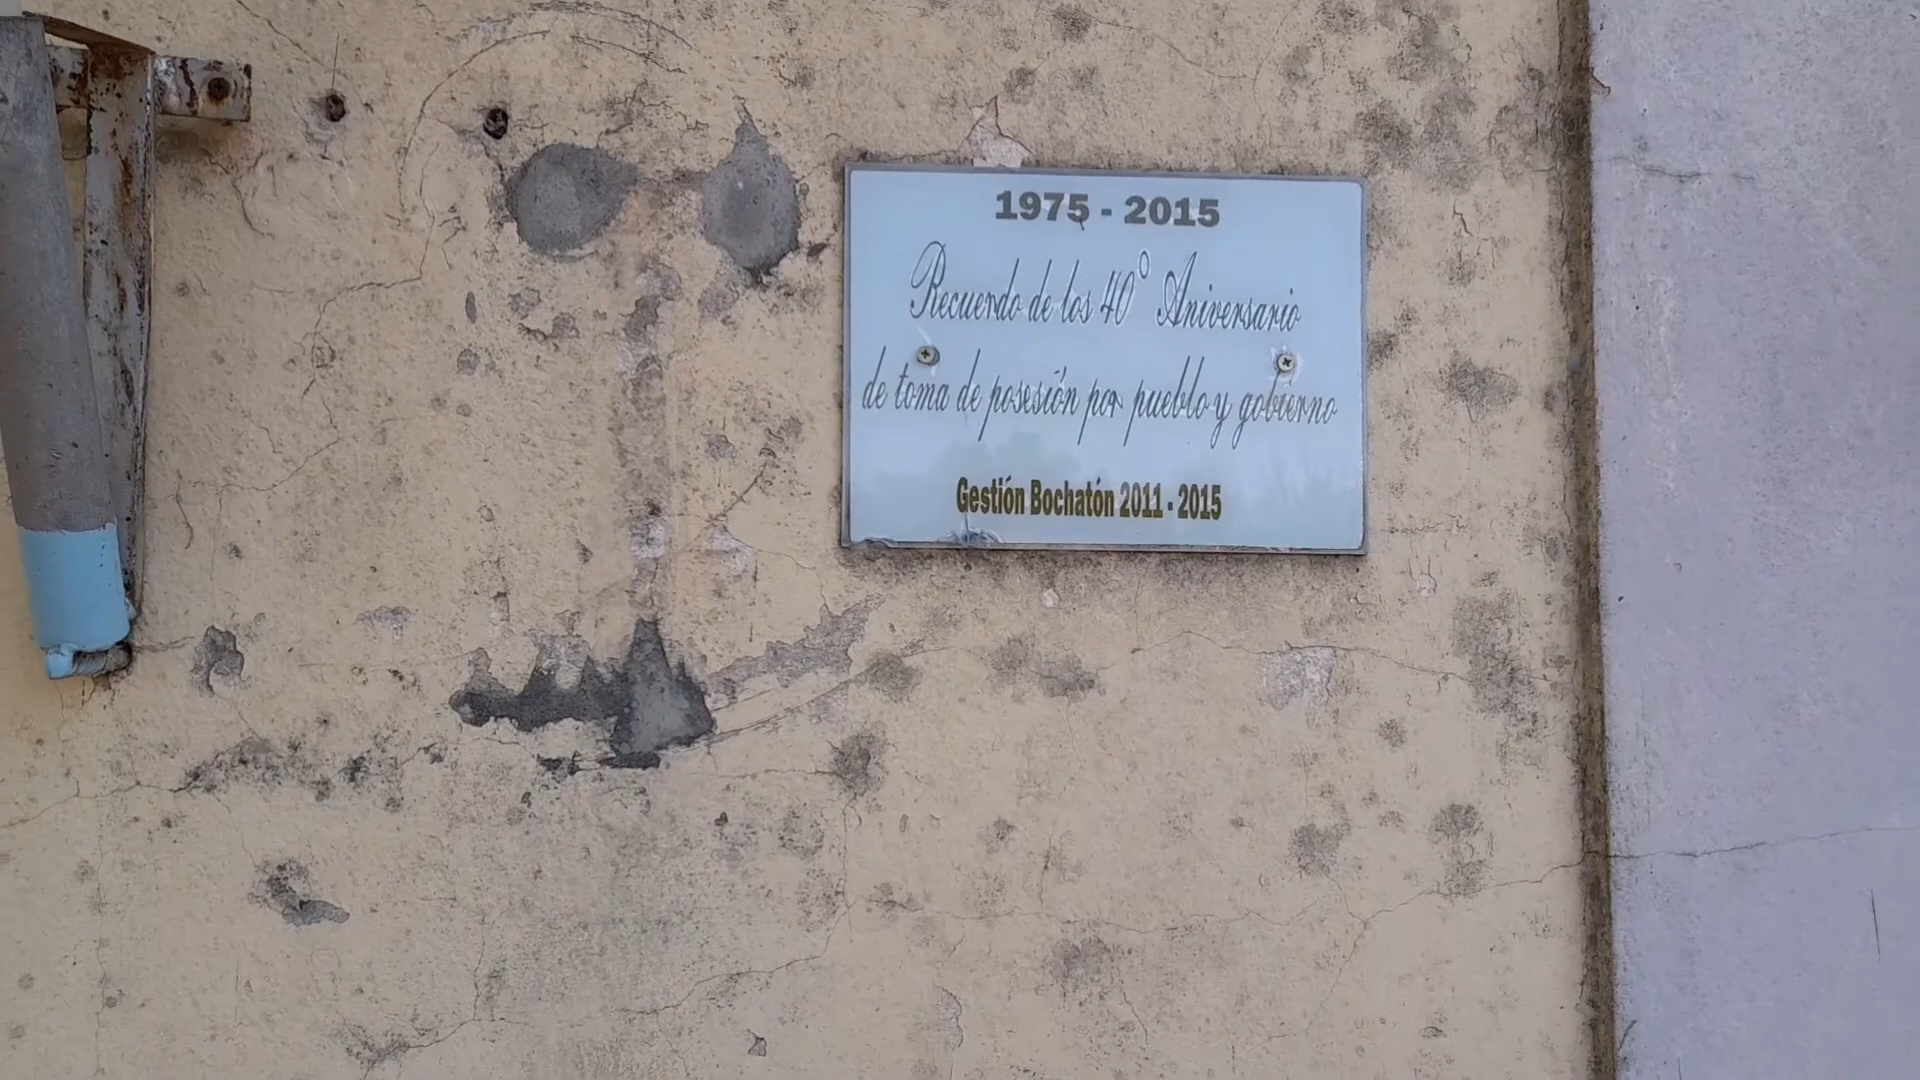 1975 - 2015
Recuerdo de los 40° Aniversario
de toma de posesión por pueblo y gobierno
Gestión Bochatón 2011 - 2015